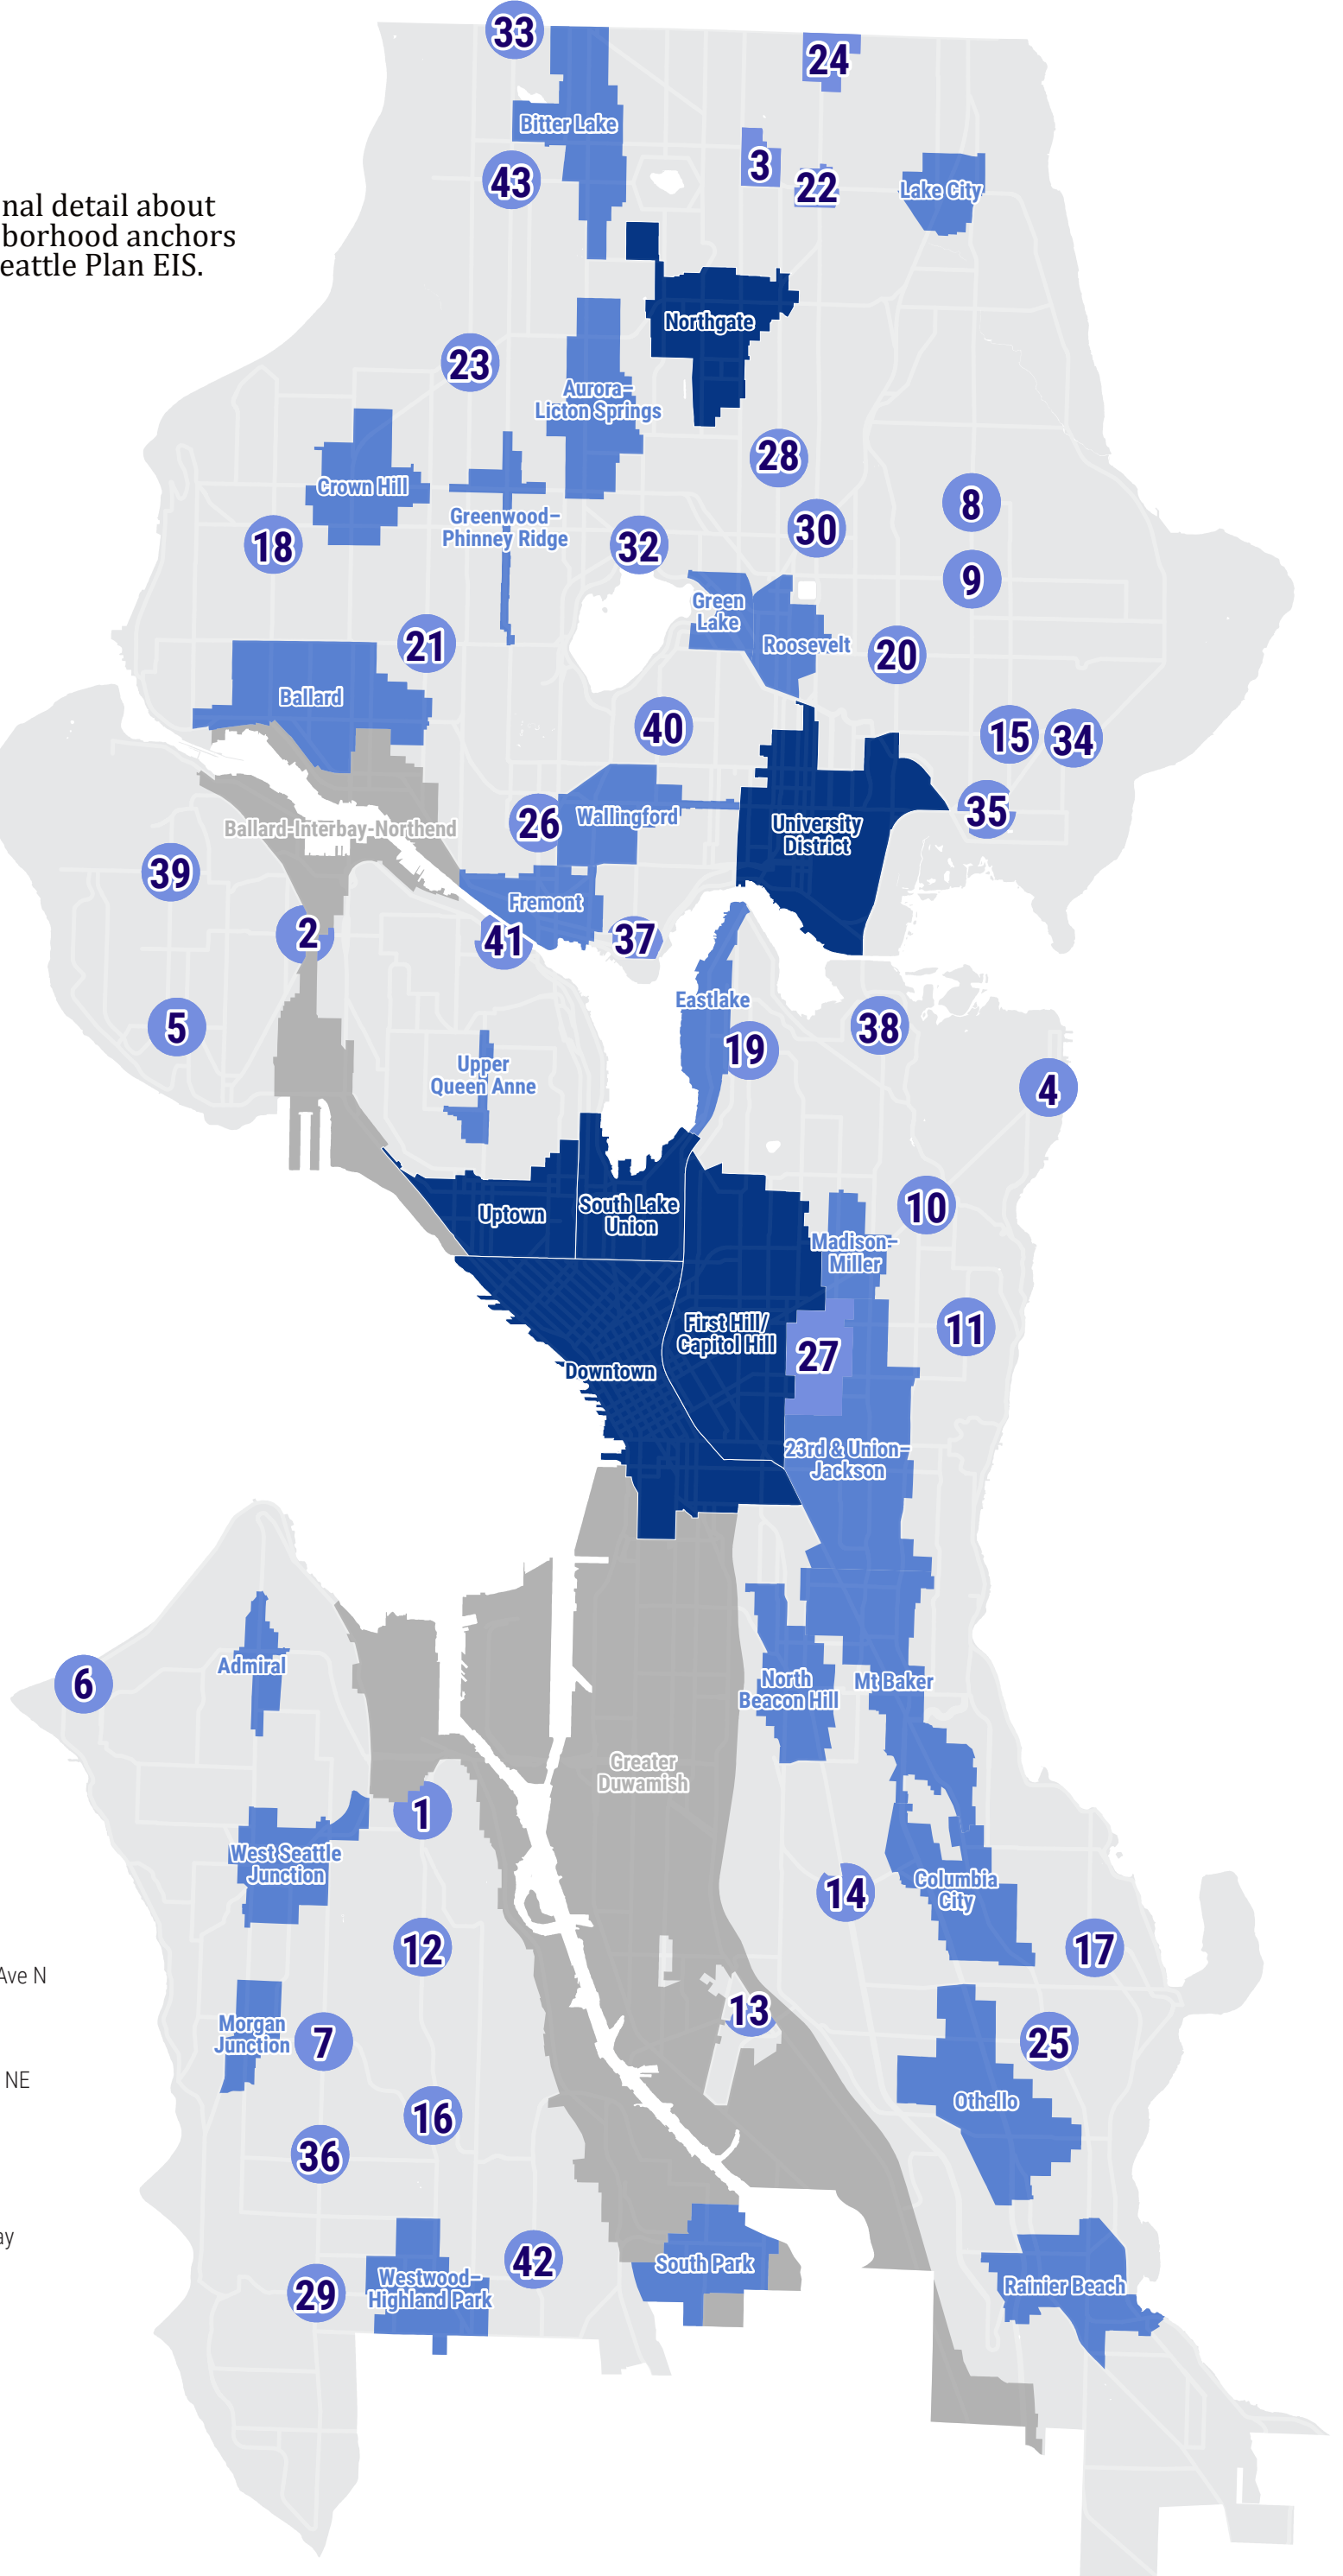 33
24
Bitter Lake
3
22
Lake City
43
nal detail about
borhood anchors
eattle Plan EIS.
Northgate
23
Aurora–
Licton Springs
28
Crown Hill
8
Greenwood–
Phinney Ridge
18
32
30
9
Green
Lake
Roosevelt
21
20
Ballard
40
15
34
26
Wallingford
35
University
District
Ballard-Interbay-Northend
39
Fremont
2
41
37
Eastlake
5
38
19
Upper
Queen Anne
4
10
Uptown
South Lake
Union
Madison–
Miller
11
First Hill/
Capitol Hill
27
Downtown
23rd & Union–
Jackson
Admiral
6
North
Beacon Hill
Mt Baker
Greater
Duwamish
1
West Seattle
Junction
14
Columbia
City
12
17
Ave N
13
Morgan
Junction
7
25
NE
Othello
16
36
ay
42
South Park
29
Westwood–
Highland Park
Rainier Beach